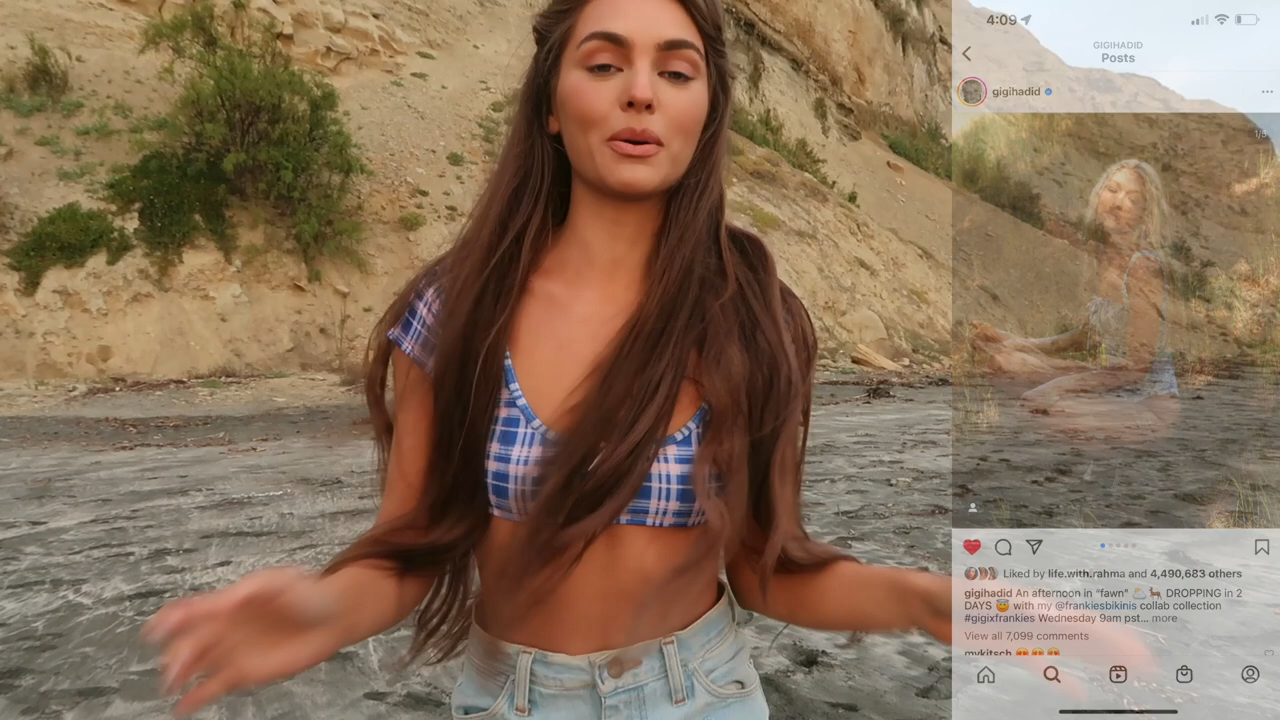 4:09
GIGIHADID
Posts
gigihadid
1/5
Liked by life.with.rahma and 4,490,683 others
gigihadid An afternoon in “fawn” 🌥️🦌 DROPPING in 2
DAYS 😇 with my @frankiesbikinis collab collection
#gigixfrankies Wednesday 9am pst... more
View all 7,099 comments
mykitsch 😍😍😍